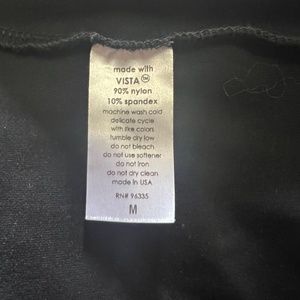 made with
VISTA™
90% nylon
10% spandex
machine wash cold
delicate cycle
with like colors
tumble dry low
do not bleach
do not use softener
do not iron
do not dry clean
made in USA
RN# 96335
M